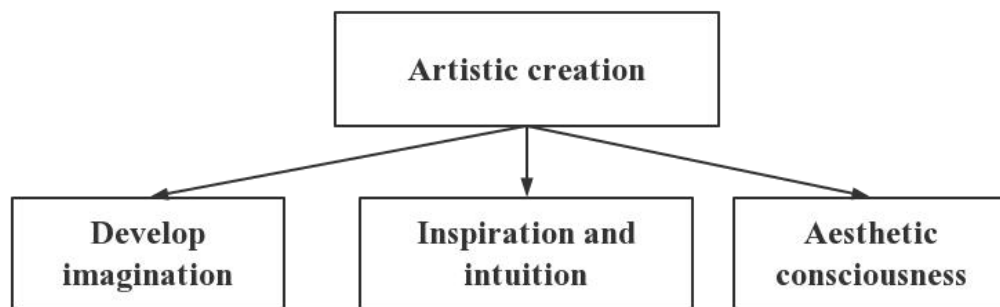 Artistic creation
Develop
imagination
Inspiration and
intuition
Aesthetic
consciousness